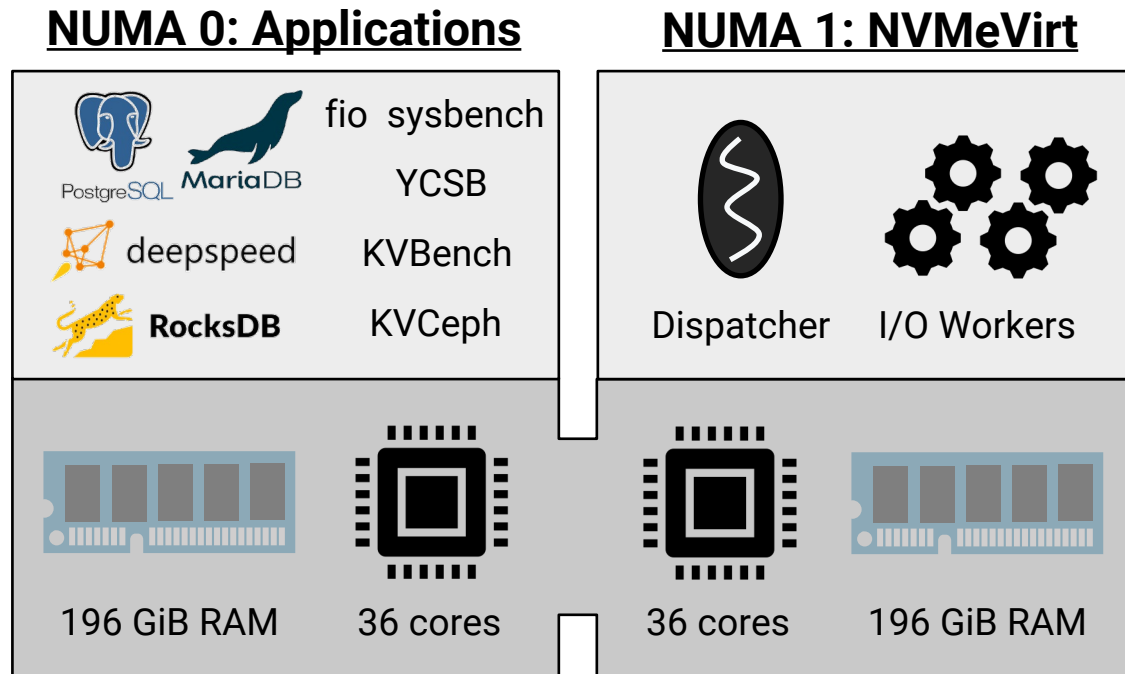 NUMA 0: Applications
PostgreSQL
MariaDB
fio sysbench
YCSB
deepspeed
KVBench
RocksDB
KVCeph
196 GiB RAM
36 cores
NUMA 1: NVMeVirt
Dispatcher
I/O Workers
36 cores
196 GiB RAM